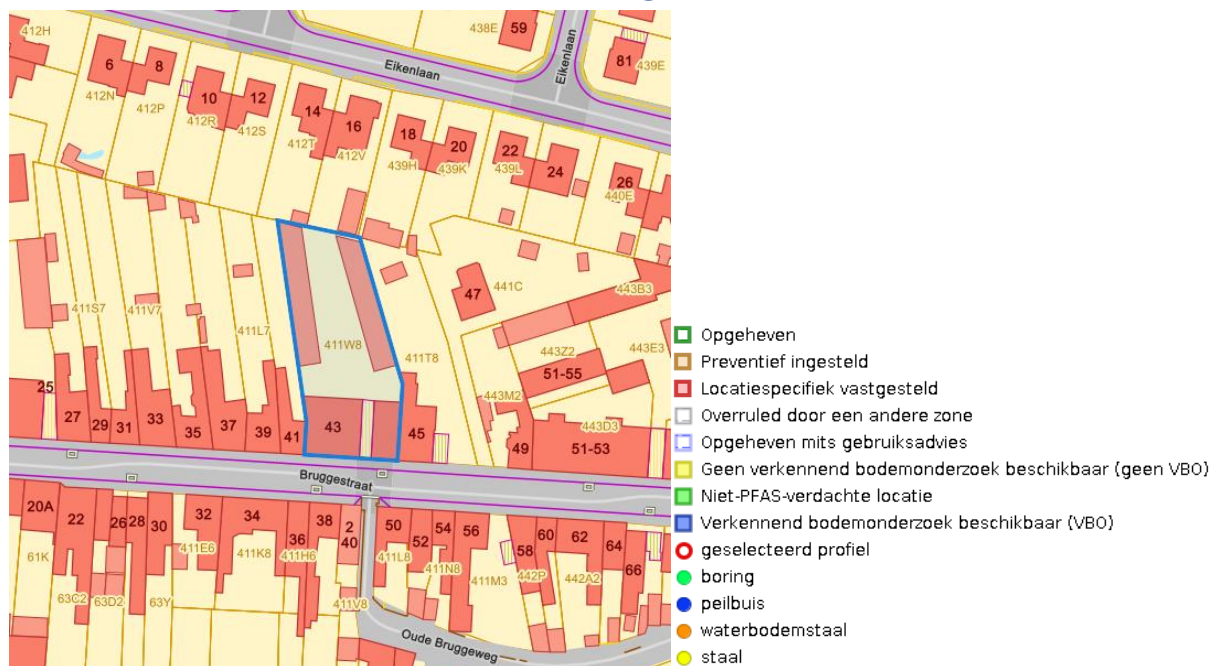 412H
438E
59
81
439E
Eikenlaan
Eikenlaan
6
8
412N
412P
10
12
412R
412S
14
16
412T
412V
18
20
439H
439K
22
24
439L
26
440E
411S7
411V7
411L7
411W8
411T8
47
441C
443B3
443Z2
443E3
51-55
443M2
443D3
25
27
29
31
33
35
37
39
41
43
45
49
51-53
Bruggestraat
20A
22
26
28
30
32
34
36
38
2
40
50
52
54
56
58
60
62
64
66
61K
63C2
63D2
63Y
411E6
411K8
411H6
411V8
411L8
411N8
411M3
442P
442A2
Oude Bruggeweg
Opgeheven
Preventief ingesteld
Locatiespecifiek vastgesteld
Overruled door een andere zone
Opgeheven mits gebruiksadvies
Geen verkennend bodemonderzoek beschikbaar (geen VBO)
Niet-PFAS-verdachte locatie
Verkennend bodemonderzoek beschikbaar (VBO)
geselecteerd profiel
boring
peilbuis
waterbodemstaal
staal